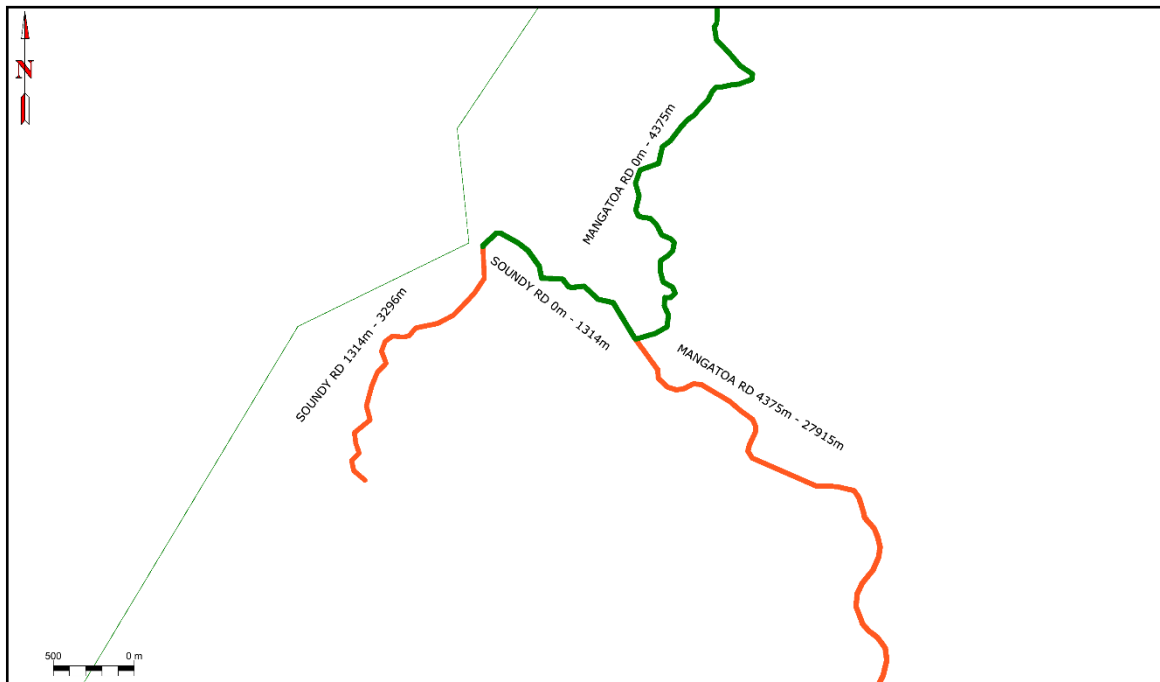 N
MANGATOA RD 0m - 4375m
SOUNDY RD 0m - 1314m
SOUNDY RD 1314m - 3296m
MANGATOA RD 4375m - 27915m
500 0 m